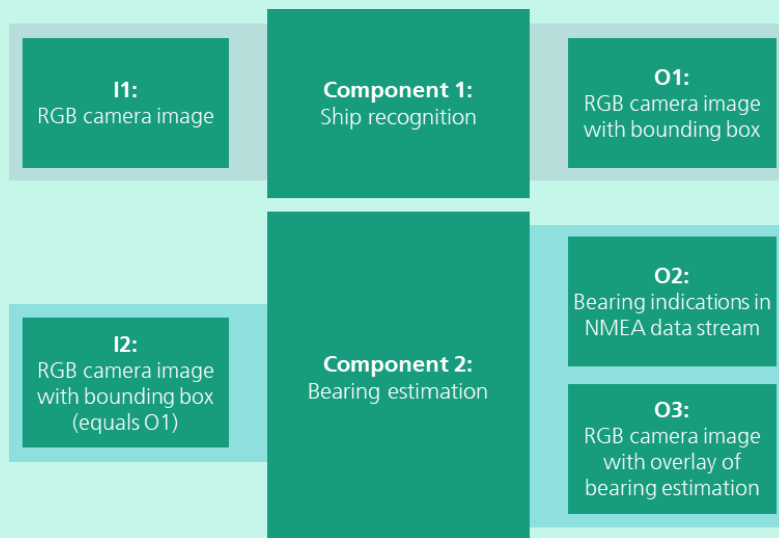 I1:
RGB camera image
Component 1:
Ship recognition
O1:
RGB camera image
with bounding box
I2:
RGB camera image
with bounding box
(equals O1)
Component 2:
Bearing estimation
O2:
Bearing indications in
NMEA data stream
O3:
RGB camera image
with overlay of
bearing estimation